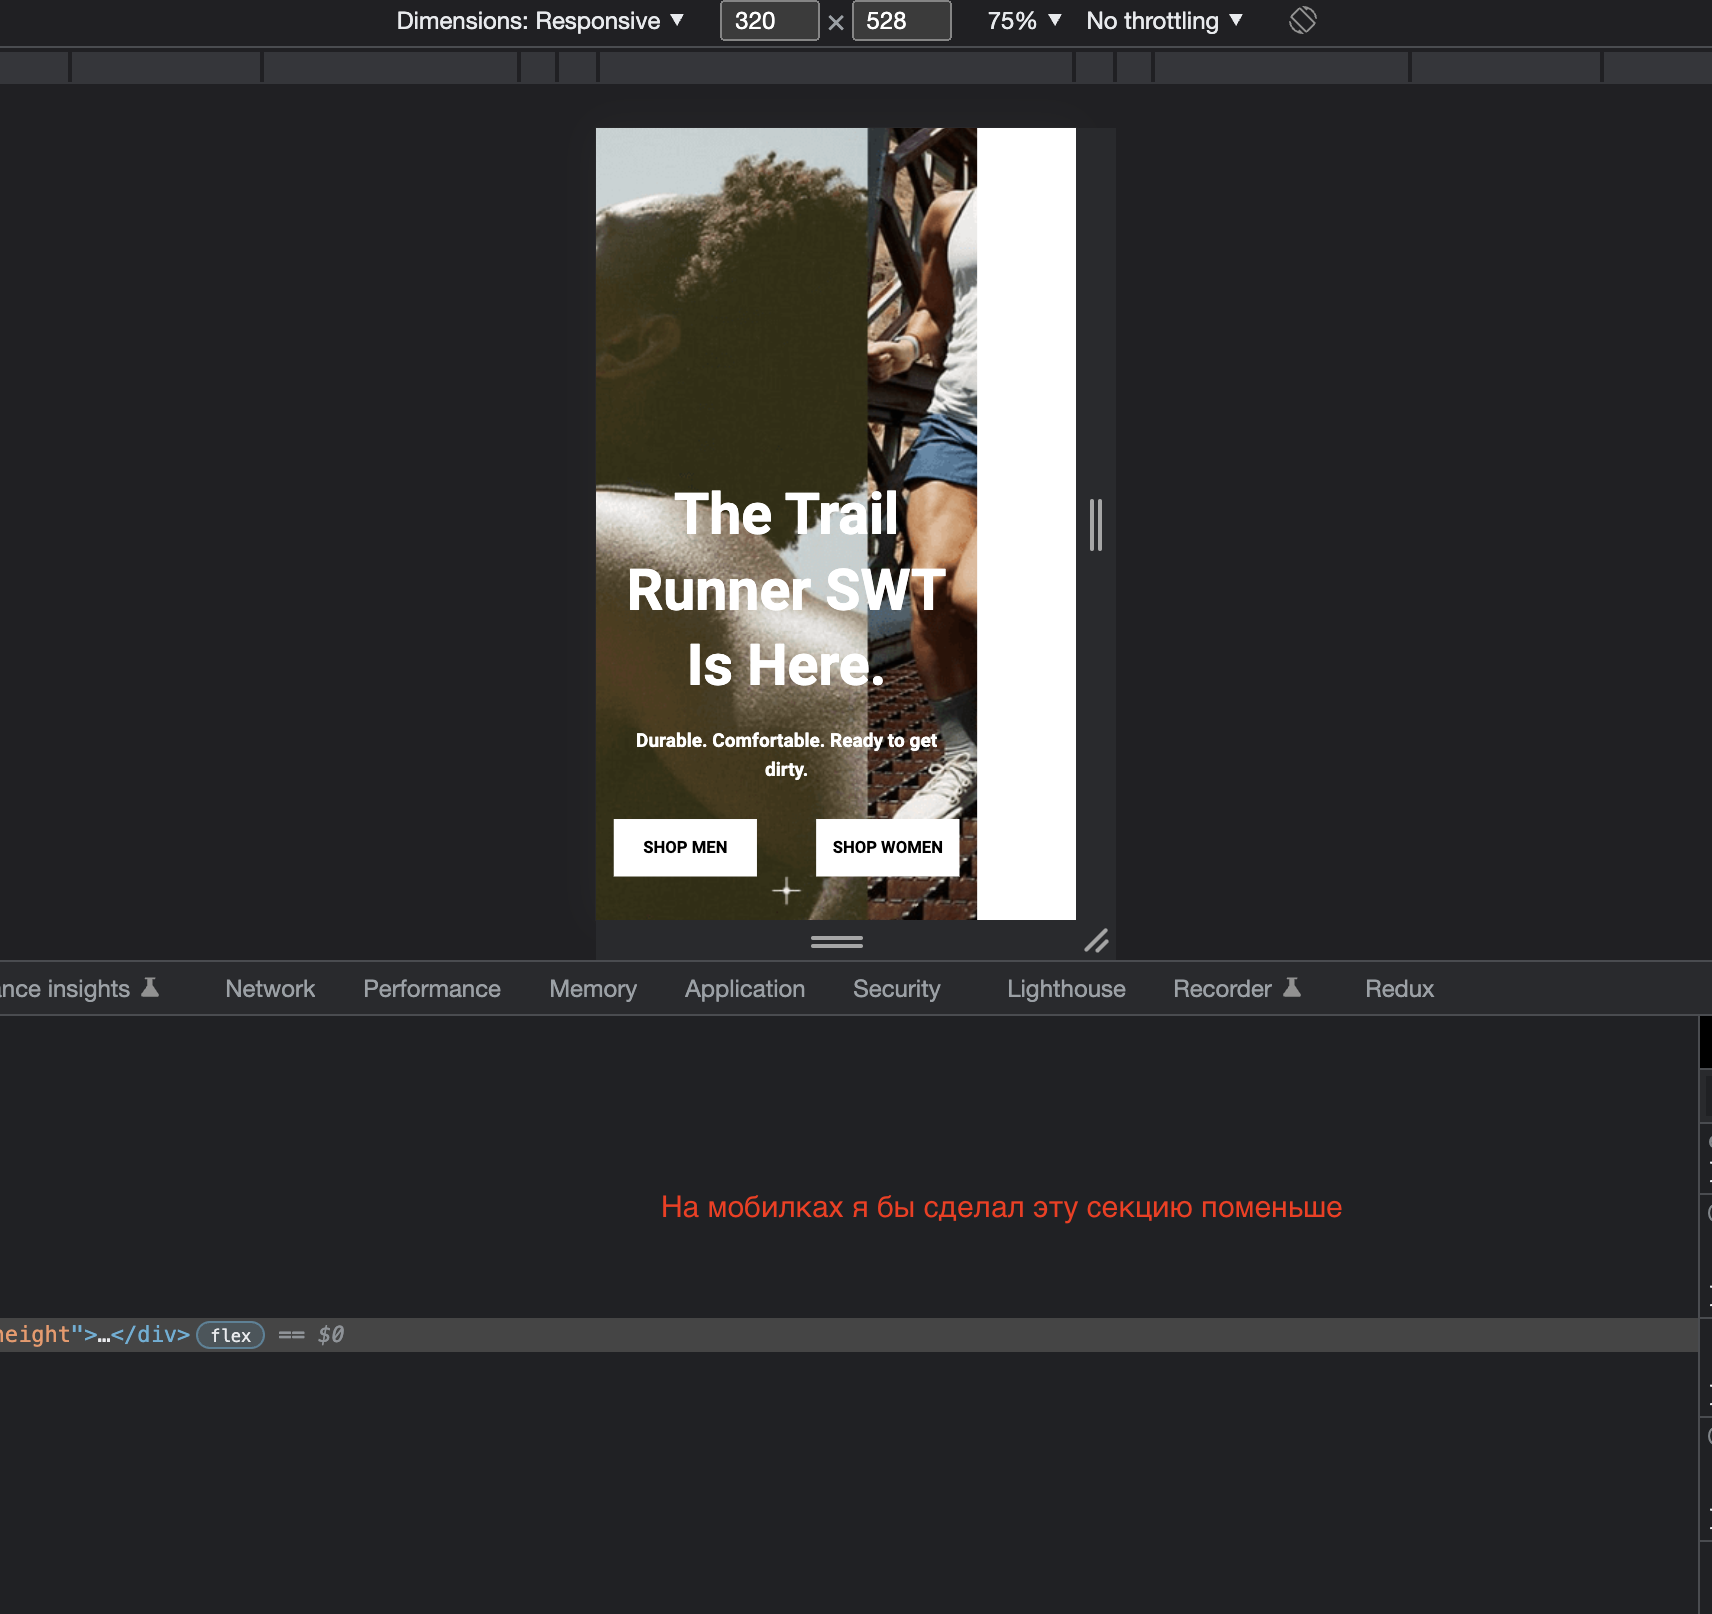 Dimensions: Responsive ▼ 320 × 528 75% ▼ No throttling ▼
The Trail
Runner SWT
Is Here.
Durable. Comfortable. Ready to get
dirty.
SHOP MEN SHOP WOMEN
nce insights Network Performance Memory Application Security Lighthouse Recorder Redux
На мобилках я бы сделал эту секцию поменьше
height">…</div> flex == $0